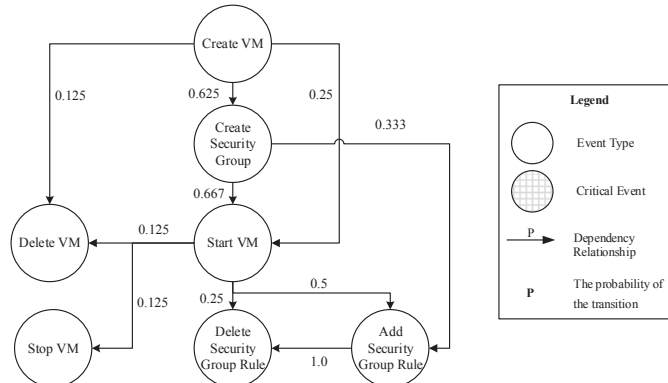 Create VM
0.625
0.25
0.125
Create
Security
Group
0.333
0.667
Delete VM
0.125
Start VM
0.125
0.25
0.5
Stop VM
Delete
Security
Group Rule
1.0
Add
Security
Group Rule
Legend
Event Type
Critical Event
P
Dependency
Relationship
P
The probability of
the transition